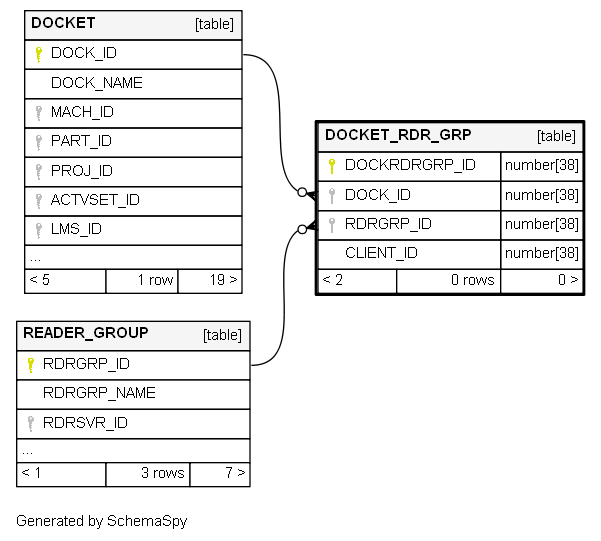 DOCKET [table]
DOCK_ID
DOCK_NAME
MACH_ID
PART_ID
PROJ_ID
ACTVSET_ID
LMS_ID
...
< 5 1 row 19 >
DOCKET_RDR_GRP [table]
DOCKRDRGRP_ID number[38]
DOCK_ID number[38]
RDRGRP_ID number[38]
CLIENT_ID number[38]
< 2 0 rows 0 >
READER_GROUP [table]
RDRGRP_ID
RDRGRP_NAME
RDRSVR_ID
...
< 1 3 rows 7 >
Generated by SchemaSpy